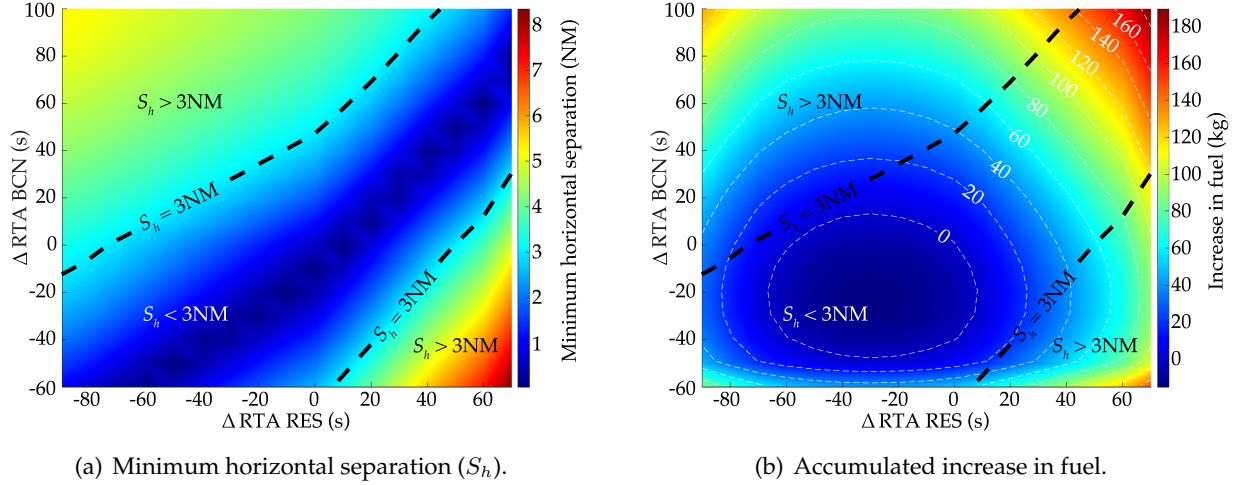 100
80
60
40
20
0
-20
-40
-60
Δ RTA BCN (s)
-80 -60 -40 -20 0 20 40 60
Δ RTA RES (s)
S_h > 3NM
S_h = 3NM
S_h < 3NM
S_h = 3NM
S_h > 3NM
8
7
6
5
4
3
2
1
Minimum horizontal separation (NM)
(a) Minimum horizontal separation (S_h).
100
80
60
40
20
0
-20
-40
-60
Δ RTA BCN (s)
-80 -60 -40 -20 0 20 40 60
Δ RTA RES (s)
S_h > 3NM
S_h = 3NM
S_h < 3NM
S_h = 3NM
S_h > 3NM
160
140
120
100
80
60
40
20
0
180
160
140
120
100
80
60
40
20
0
Increase in fuel (kg)
(b) Accumulated increase in fuel.